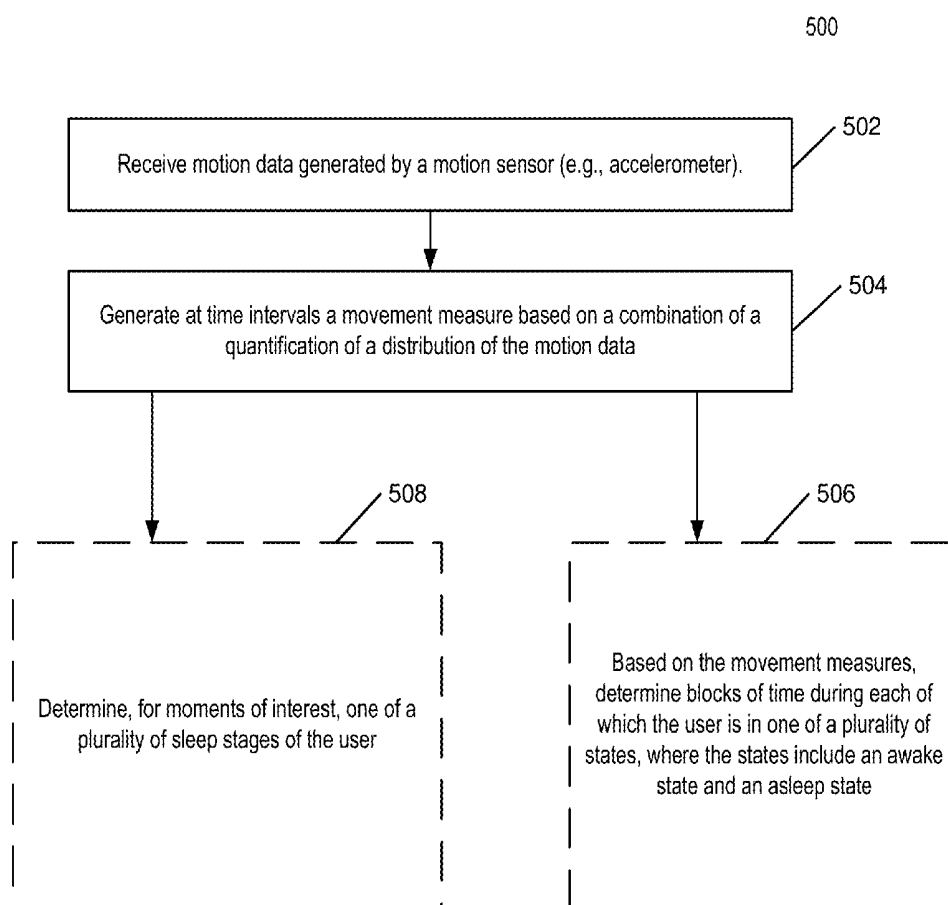 500
502
Receive motion data generated by a motion sensor (e.g., accelerometer).
504
Generate at time intervals a movement measure based on a combination of a
quantification of a distribution of the motion data
508
506
Determine, for moments of interest, one of a
plurality of sleep stages of the user
Based on the movement measures,
determine blocks of time during each of
which the user is in one of a plurality of
states, where the states include an awake
state and an asleep state